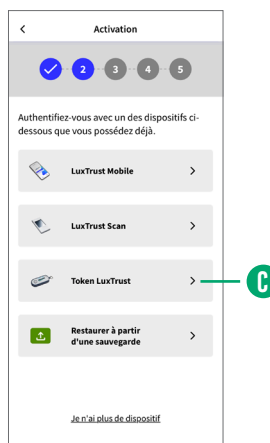 Activation
2 3 4 5
Authentifiez-vous avec un des dispositifs ci-
dessous que vous possédez déjà.
LuxTrust Mobile
LuxTrust Scan
Token LuxTrust
C
Restaurer à partir
d'une sauvegarde
Je n'ai plus de dispositif